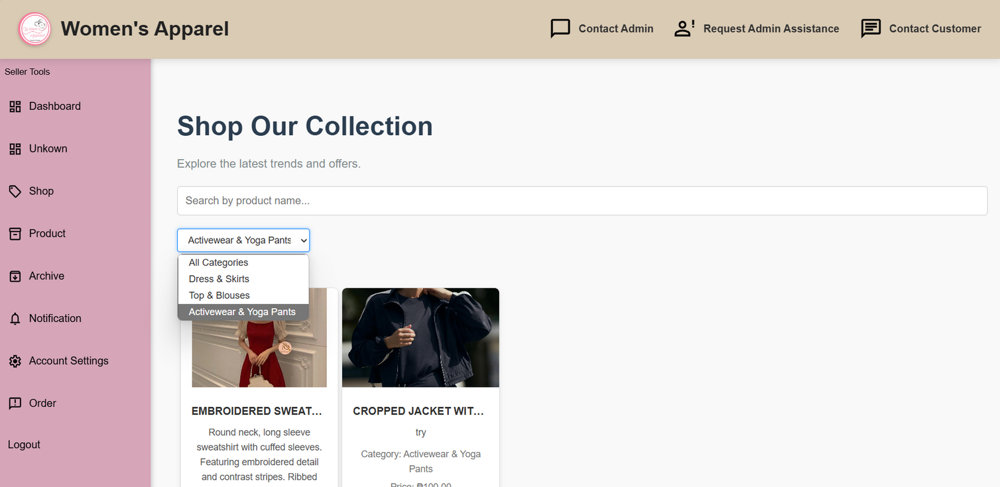 Women's Apparel
Contact Admin
Request Admin Assistance
Contact Customer
Seller Tools
Dashboard
Unkown
Shop
Product
Archive
Notification
Account Settings
Order
Logout
Shop Our Collection
Explore the latest trends and offers.
Search by product name...
Activewear & Yoga Pants
All Categories
Dress & Skirts
Top & Blouses
Activewear & Yoga Pants
EMBROIDERED SWEAT...
Round neck, long sleeve
sweatshirt with cuffed sleeves.
Featuring embroidered detail
and contrast stripes. Ribbed
CROPPED JACKET WIT...
try
Category: Activewear & Yoga
Pants
Price: ₱100.00